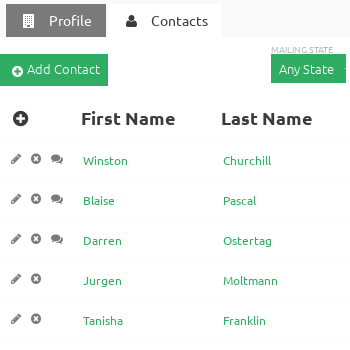 Profile
Contacts
MAILING STATE
Add Contact
Any State
First Name Last Name
Winston Churchill
Blaise Pascal
Darren Ostertag
Jurgen Moltmann
Tanisha Franklin